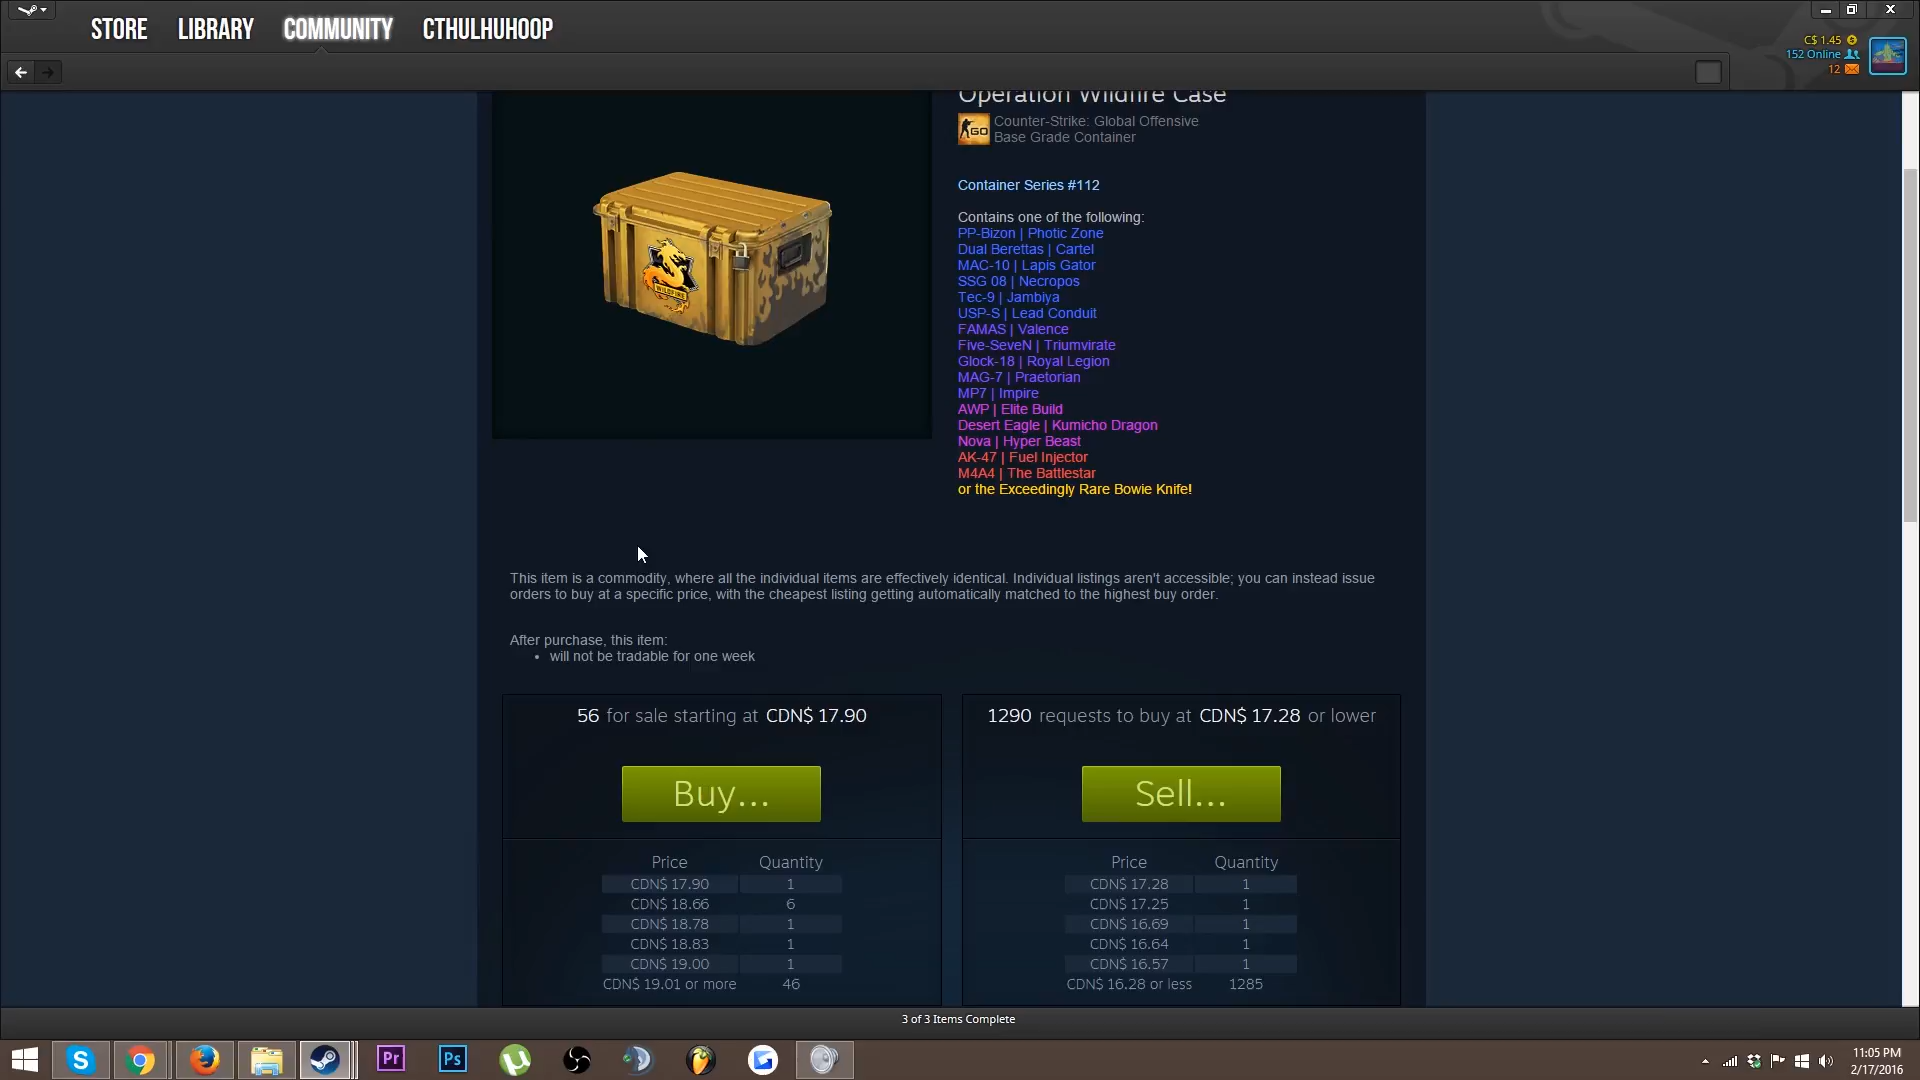 STORE LIBRARY COMMUNITY CTHULHUHOOP
C$ 1.45
152 Online
12
Operation Wildfire Case
GO
Counter-Strike: Global Offensive
Base Grade Container
Container Series #112
Contains one of the following:
PP-Bizon | Photic Zone
Dual Berettas | Cartel
MAC-10 | Lapis Gator
SSG 08 | Necropos
Tec-9 | Jambiya
USP-S | Lead Conduit
FAMAS | Valence
Five-SeveN | Triumvirate
Glock-18 | Royal Legion
MAG-7 | Praetorian
MP7 | Impire
AWP | Elite Build
Desert Eagle | Kumicho Dragon
Nova | Hyper Beast
AK-47 | Fuel Injector
M4A4 | The Battlestar
or the Exceedingly Rare Bowie Knife!
WILDFIRE
This item is a commodity, where all the individual items are effectively identical. Individual listings aren't accessible; you can instead issue
orders to buy at a specific price, with the cheapest listing getting automatically matched to the highest buy order.
After purchase, this item:
• will not be tradable for one week
56 for sale starting at CDN$ 17.90
Buy...
Price Quantity
CDN$ 17.90 1
CDN$ 18.66 6
CDN$ 18.78 1
CDN$ 18.83 1
CDN$ 19.00 1
CDN$ 19.01 or more 46
1290 requests to buy at CDN$ 17.28 or lower
Sell...
Price Quantity
CDN$ 17.28 1
CDN$ 17.25 1
CDN$ 16.69 1
CDN$ 16.64 1
CDN$ 16.57 1
CDN$ 16.28 or less 1285
3 of 3 Items Complete
Pr
Ps
11:05 PM
2/17/2016